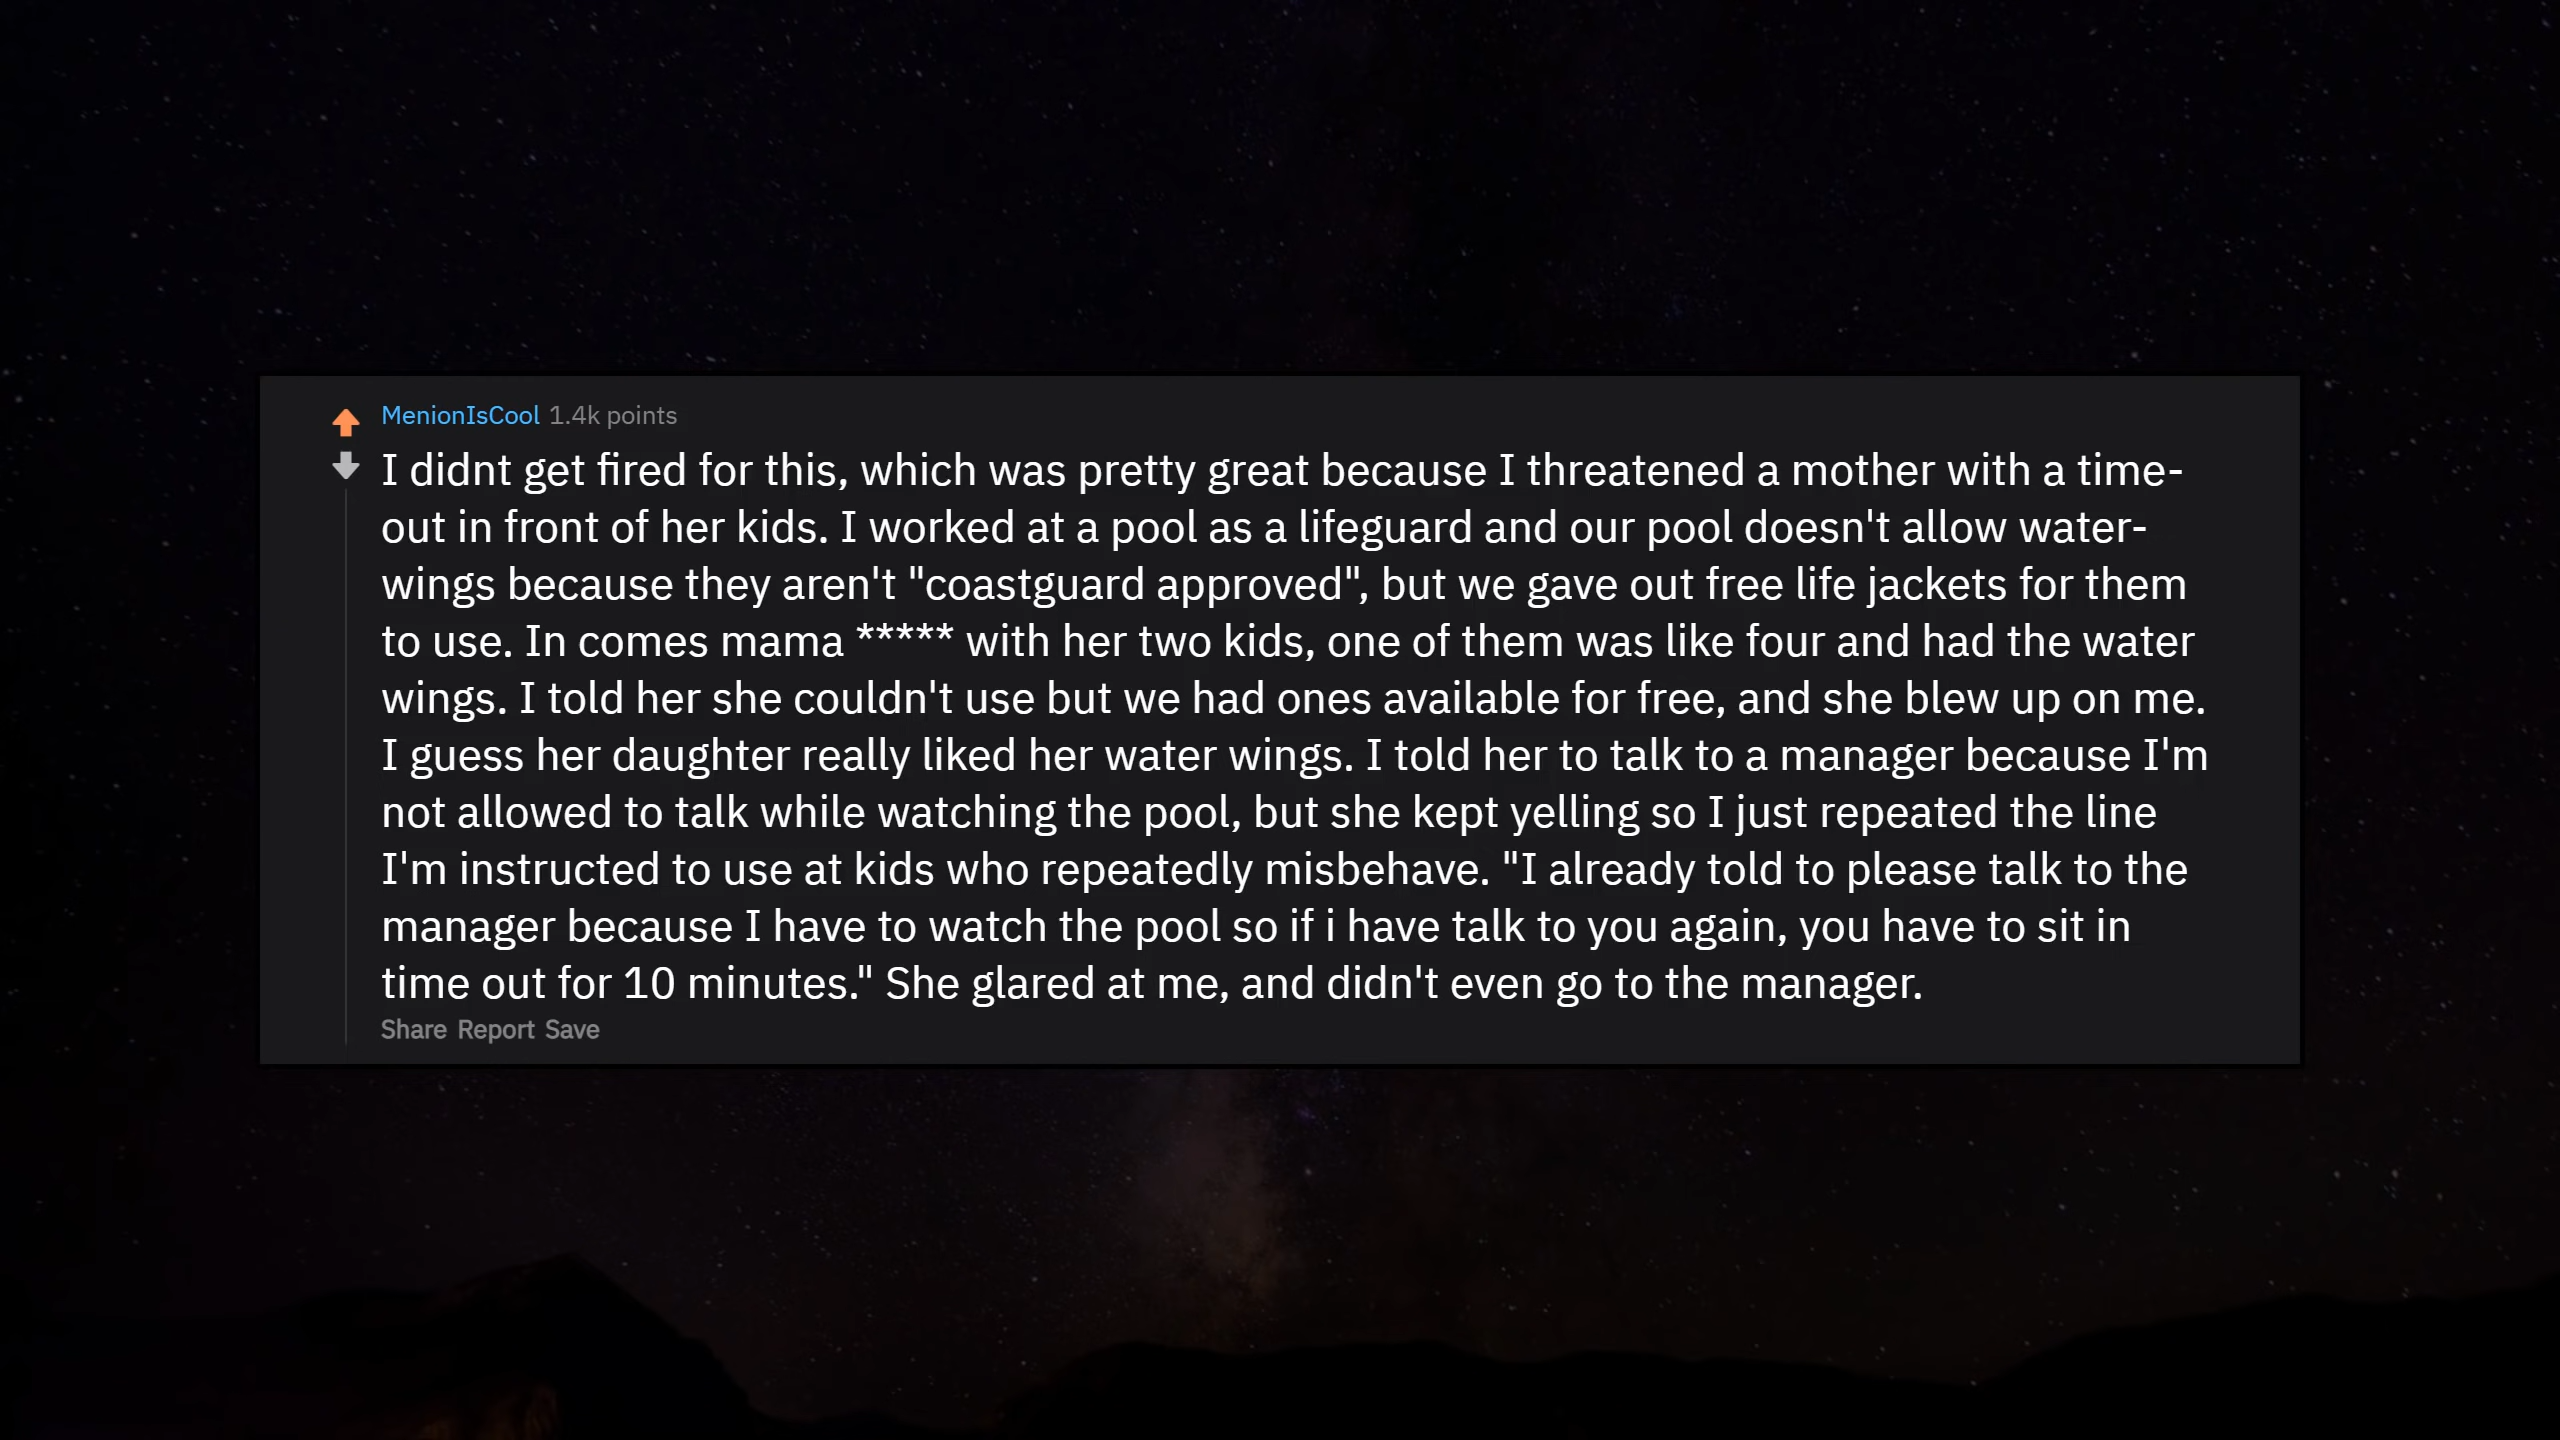 MenionIsCool 1.4k points
I didnt get fired for this, which was pretty great because I threatened a mother with a time-
out in front of her kids. I worked at a pool as a lifeguard and our pool doesn't allow water-
wings because they aren't "coastguard approved", but we gave out free life jackets for them
to use. In comes mama ***** with her two kids, one of them was like four and had the water
wings. I told her she couldn't use but we had ones available for free, and she blew up on me.
I guess her daughter really liked her water wings. I told her to talk to a manager because I'm
not allowed to talk while watching the pool, but she kept yelling so I just repeated the line
I'm instructed to use at kids who repeatedly misbehave. "I already told to please talk to the
manager because I have to watch the pool so if i have talk to you again, you have to sit in
time out for 10 minutes." She glared at me, and didn't even go to the manager.
Share Report Save